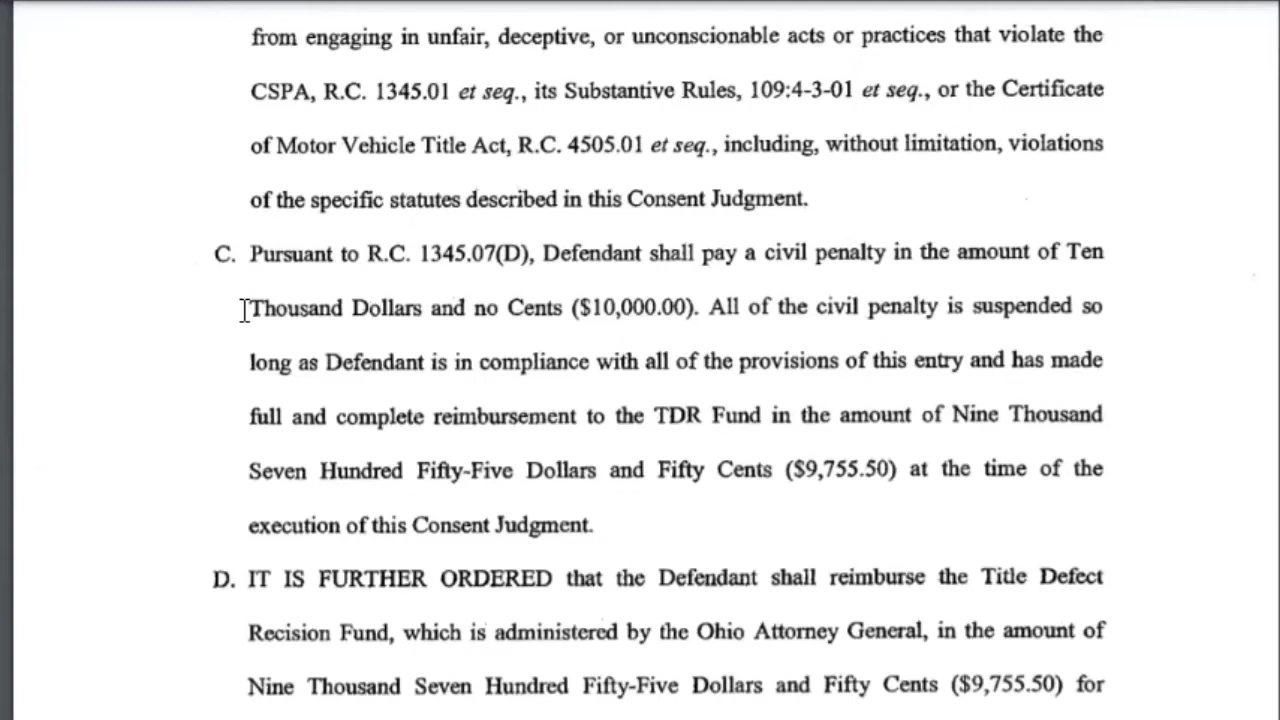 from engaging in unfair, deceptive, or unconscionable acts or practices that violate the
CSPA, R.C. 1345.01 et seq., its Substantive Rules, 109:4-3-01 et seq., or the Certificate
of Motor Vehicle Title Act, R.C. 4505.01 et seq., including, without limitation, violations
of the specific statutes described in this Consent Judgment.
C. Pursuant to R.C. 1345.07(D), Defendant shall pay a civil penalty in the amount of Ten
Thousand Dollars and no Cents ($10,000.00). All of the civil penalty is suspended so
long as Defendant is in compliance with all of the provisions of this entry and has made
full and complete reimbursement to the TDR Fund in the amount of Nine Thousand
Seven Hundred Fifty-Five Dollars and Fifty Cents ($9,755.50) at the time of the
execution of this Consent Judgment.
D. IT IS FURTHER ORDERED that the Defendant shall reimburse the Title Defect
Recision Fund, which is administered by the Ohio Attorney General, in the amount of
Nine Thousand Seven Hundred Fifty-Five Dollars and Fifty Cents ($9,755.50) for